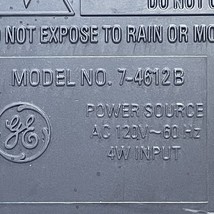 DO NOT O
O NOT EXPOSE TO RAIN OR MO
MODEL NO. 7-4612B
GE
POWER SOURCE
AC 120V~60 Hz
4W INPUT